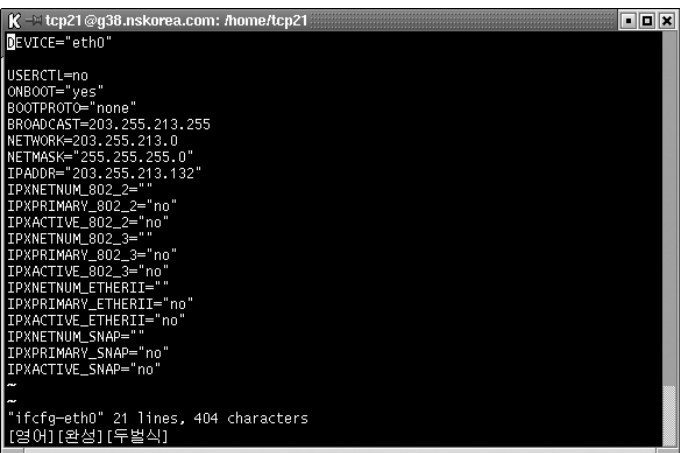 tcp21@g38.nskorea.com: /home/tcp21
DEVICE="eth0"
USERCTL=no
ONBOOT="yes"
BOOTPROTO="none"
BROADCAST=203.255.213.255
NETWORK=203.255.213.0
NETMASK="255.255.255.0"
IPADDR="203.255.213.132"
IPXNETNUM_802_2=""
IPXPRIMARY_802_2="no"
IPXACTIVE_802_2="no"
IPXNETNUM_802_3=""
IPXPRIMARY_802_3="no"
IPXACTIVE_802_3="no"
IPXNETNUM_ETHERII=""
IPXPRIMARY_ETHERII="no"
IPXACTIVE_ETHERII="no"
IPXNETNUM_SNAP=""
IPXPRIMARY_SNAP="no"
IPXACTIVE_SNAP="no"
~
~
"ifcfg-eth0" 21 lines, 404 characters
[영어][완성][두벌식]